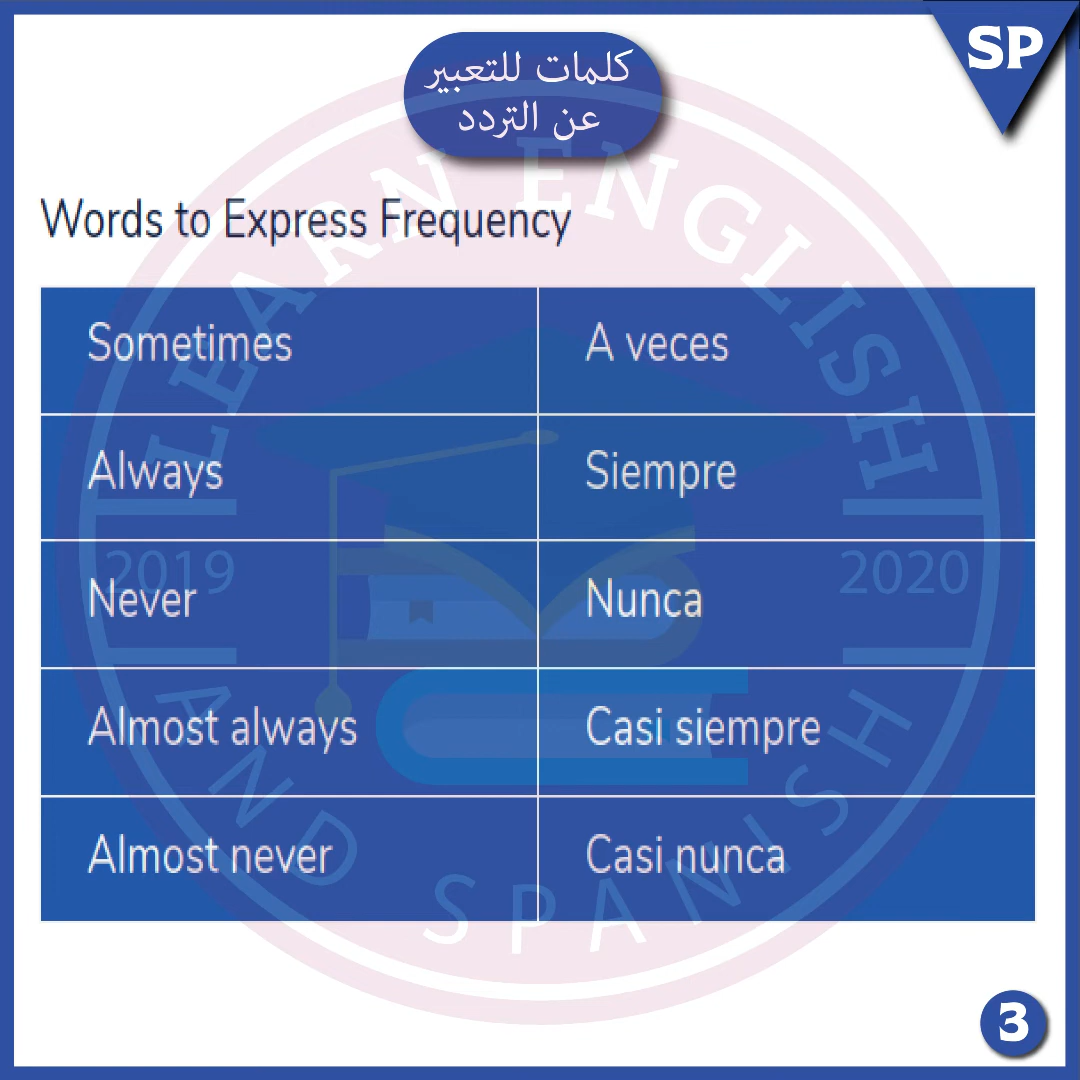 SP
كلمات للتعبير
عن التردد
Words to Express Frequency
Sometimes A veces
Always Siempre
Never Nunca
Almost always Casi siempre
Almost never Casi nunca
LEARN ENGLISH
2019 2020
AND SPANISH
3